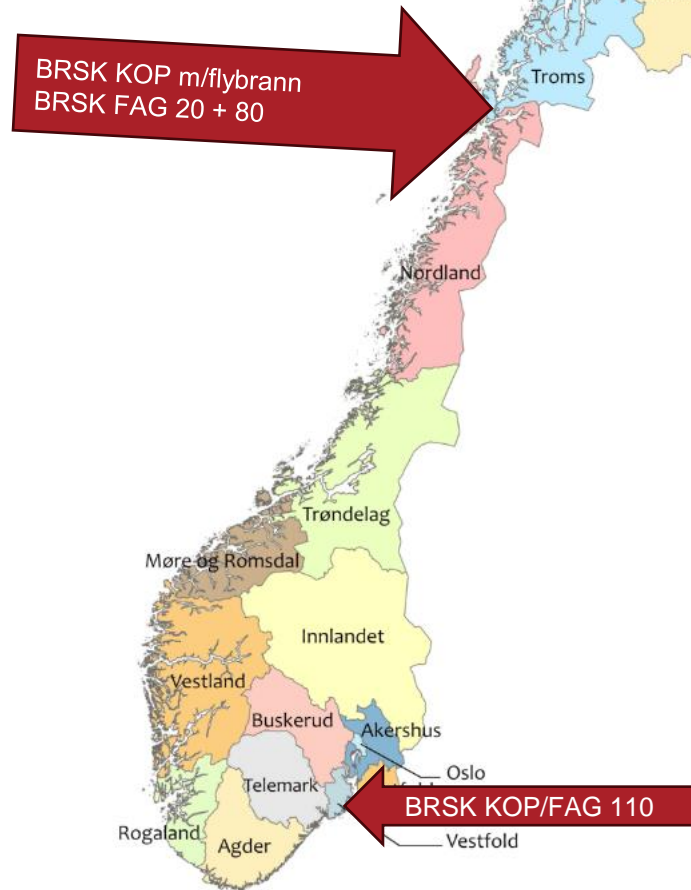 BRSK KOP m/flybrann
BRSK FAG 20 + 80
Troms
Nordland
Trøndelag
Møre og Romsdal
Innlandet
Vestland
Buskerud
Akershus
Oslo
Telemark
BRSK KOP/FAG 110
Rogaland
Agder
Vestfold